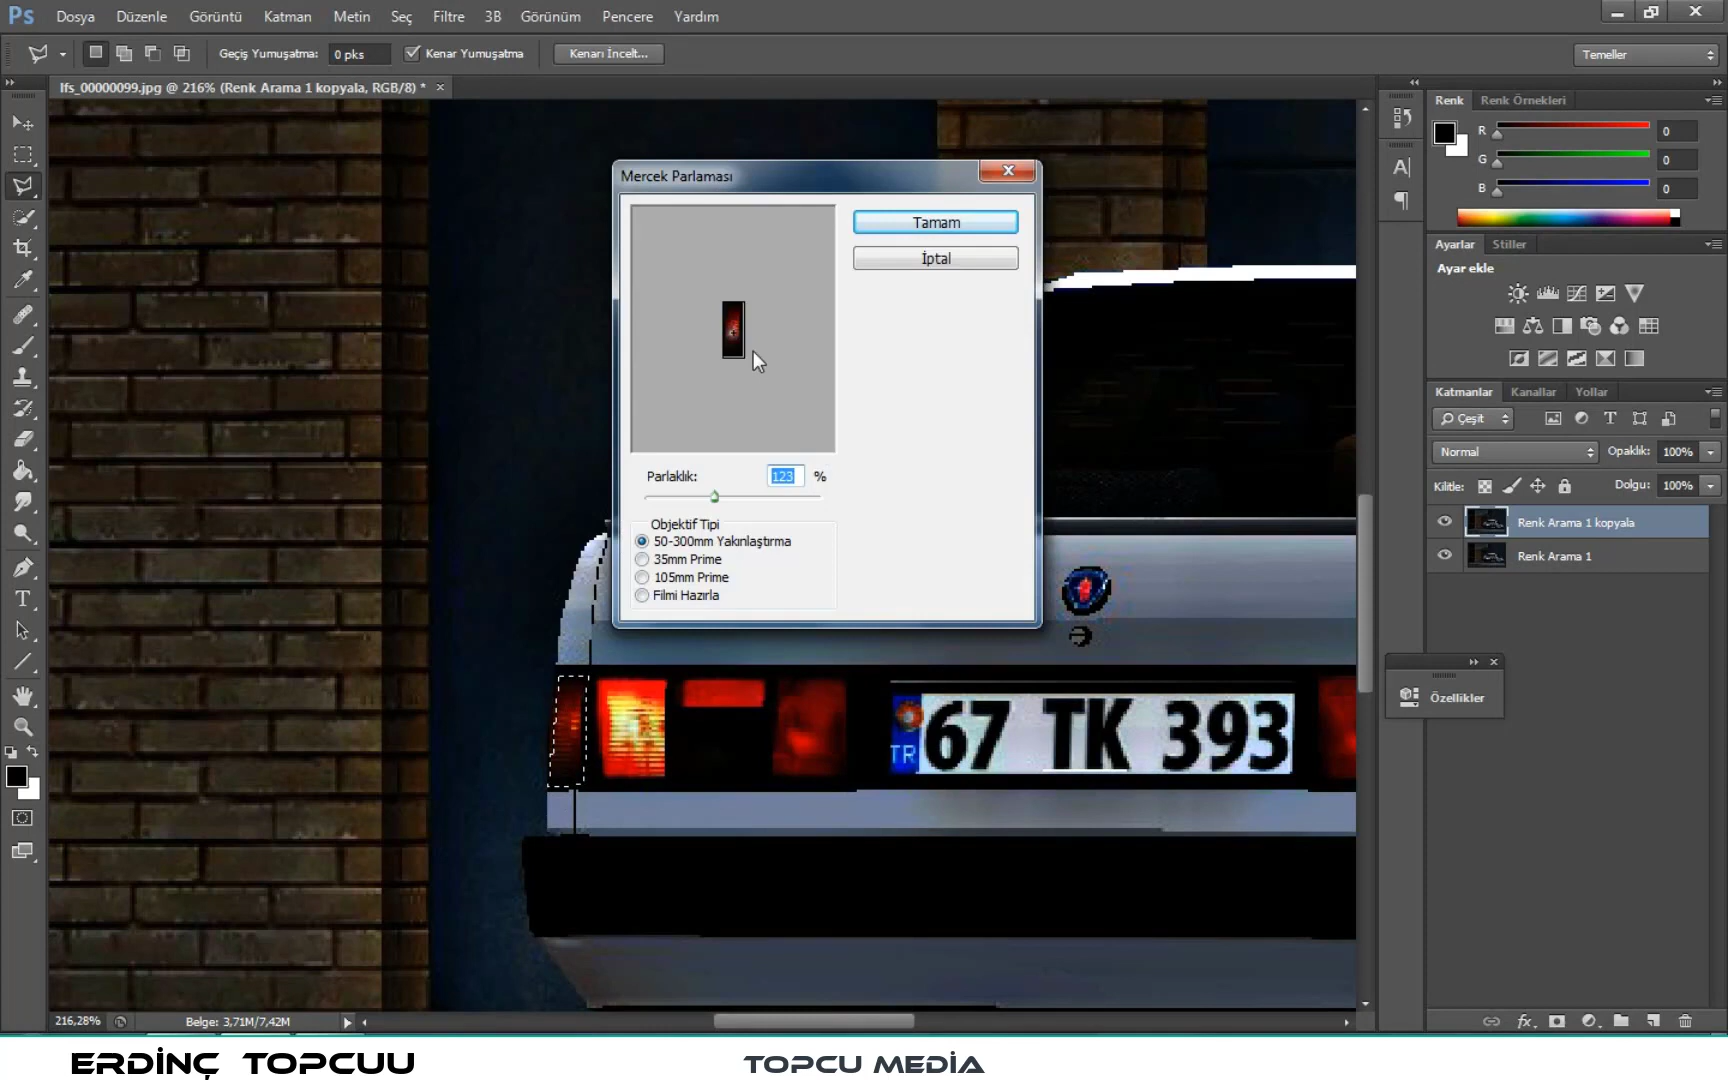 Ps Dosya Düzenle Görüntü Katman Metin Seç Filtre 3B Görünüm Pencere Yardım
Geçiş Yumuşatma: 0 pks Kenar Yumuşatma Kenarı İncelt... Temeller
lfs_00000099.jpg @ 216% (Renk Arama 1 kopyala, RGB/8) *
Renk Renk Örnekleri
R 0
G 0
B 0
Mercek Parlaması
Tamam
İptal
Parlaklık: 123 %
Objektif Tipi
50-300mm Yakınlaştırma
35mm Prime
105mm Prime
Filmi Hazırla
Ayarlar Stiller
Ayar ekle
Katmanlar Kanallar Yollar
Çeşit
Normal Opaklık: 100%
Kilitle: Dolgu: 100%
Renk Arama 1 kopyala
Renk Arama 1
Özellikler
TR 67 TK 393
216,28% Belge: 3,71M/7,42M
ERDİNÇ TOPCUU
TOPCU MEDİA